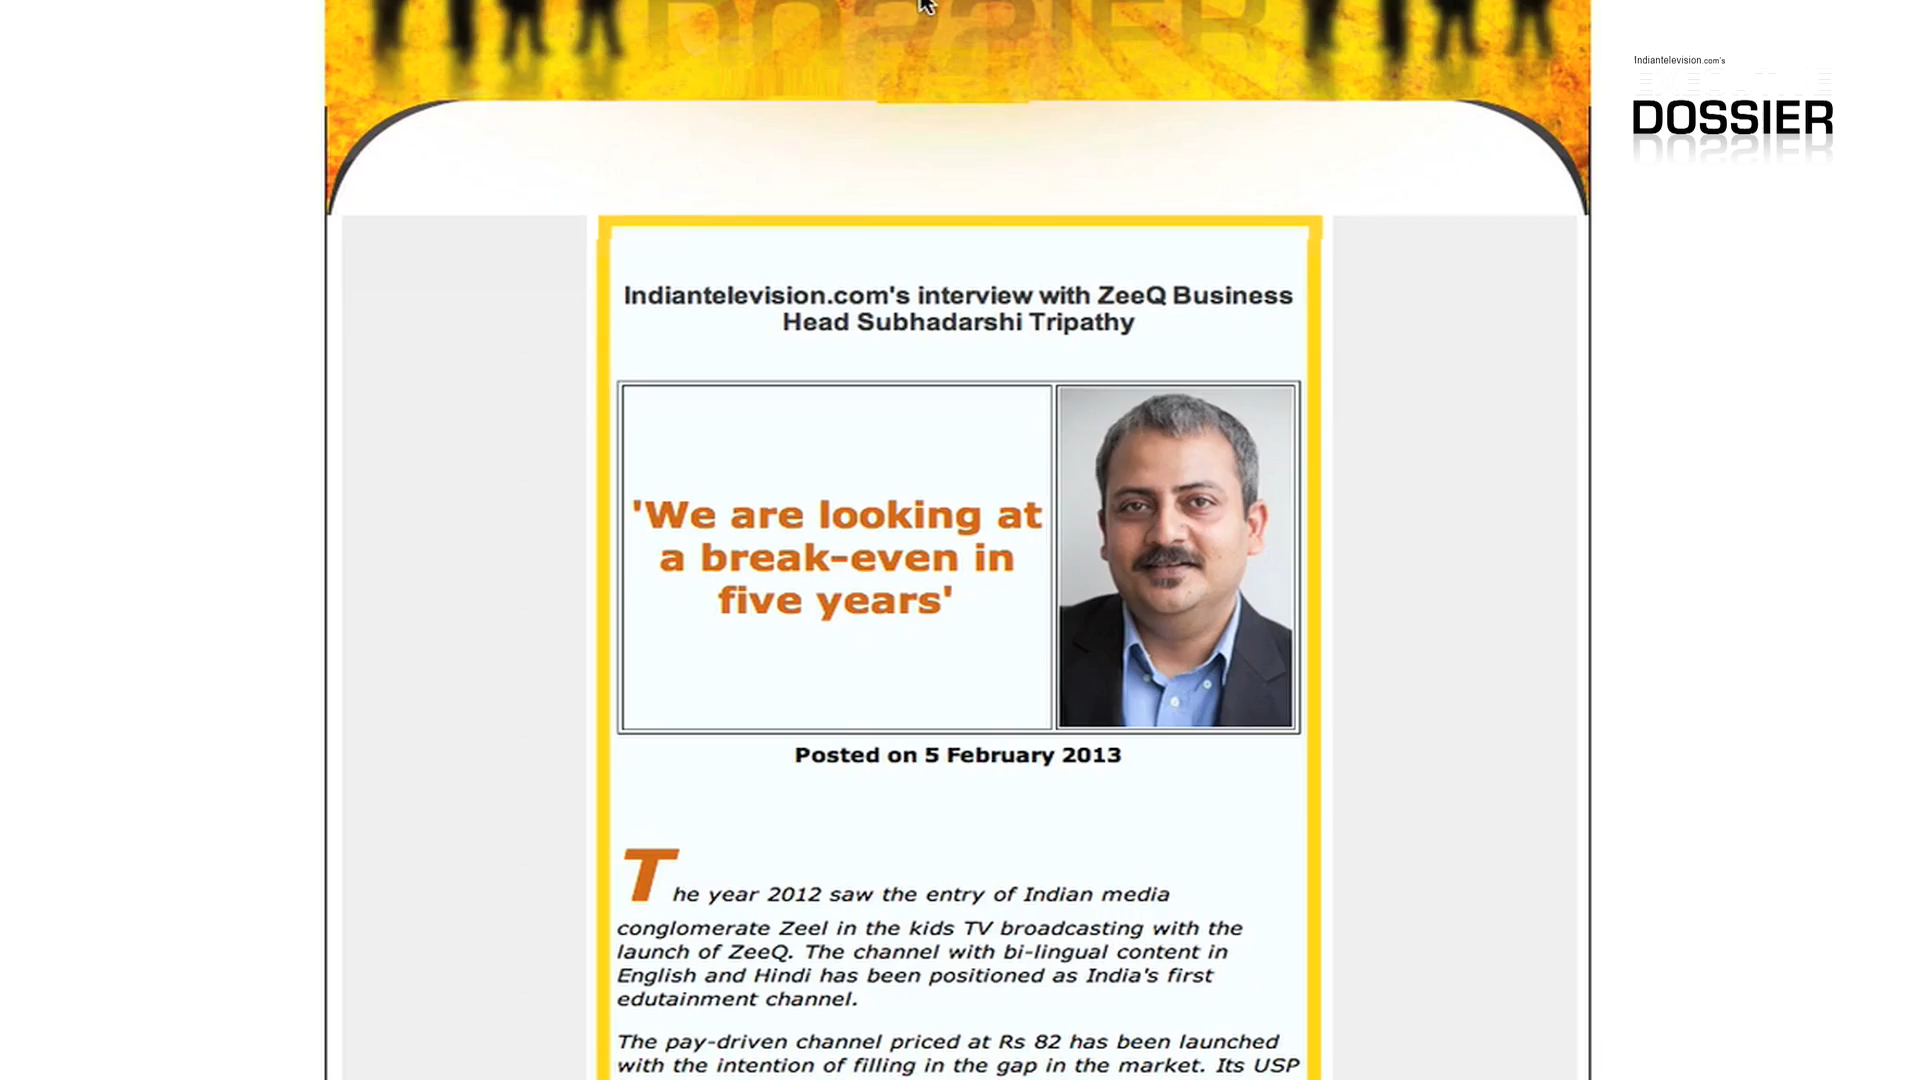 DOSSIER
Indiantelevision.com's
DOSSIER
Indiantelevision.com's interview with ZeeQ Business
Head Subhadarshi Tripathy
'We are looking at
a break-even in
five years'
Posted on 5 February 2013
The year 2012 saw the entry of Indian media
conglomerate Zeel in the kids TV broadcasting with the
launch of ZeeQ. The channel with bi-lingual content in
English and Hindi has been positioned as India's first
edutainment channel.
The pay-driven channel priced at Rs 82 has been launched
with the intention of filling in the gap in the market. Its USP